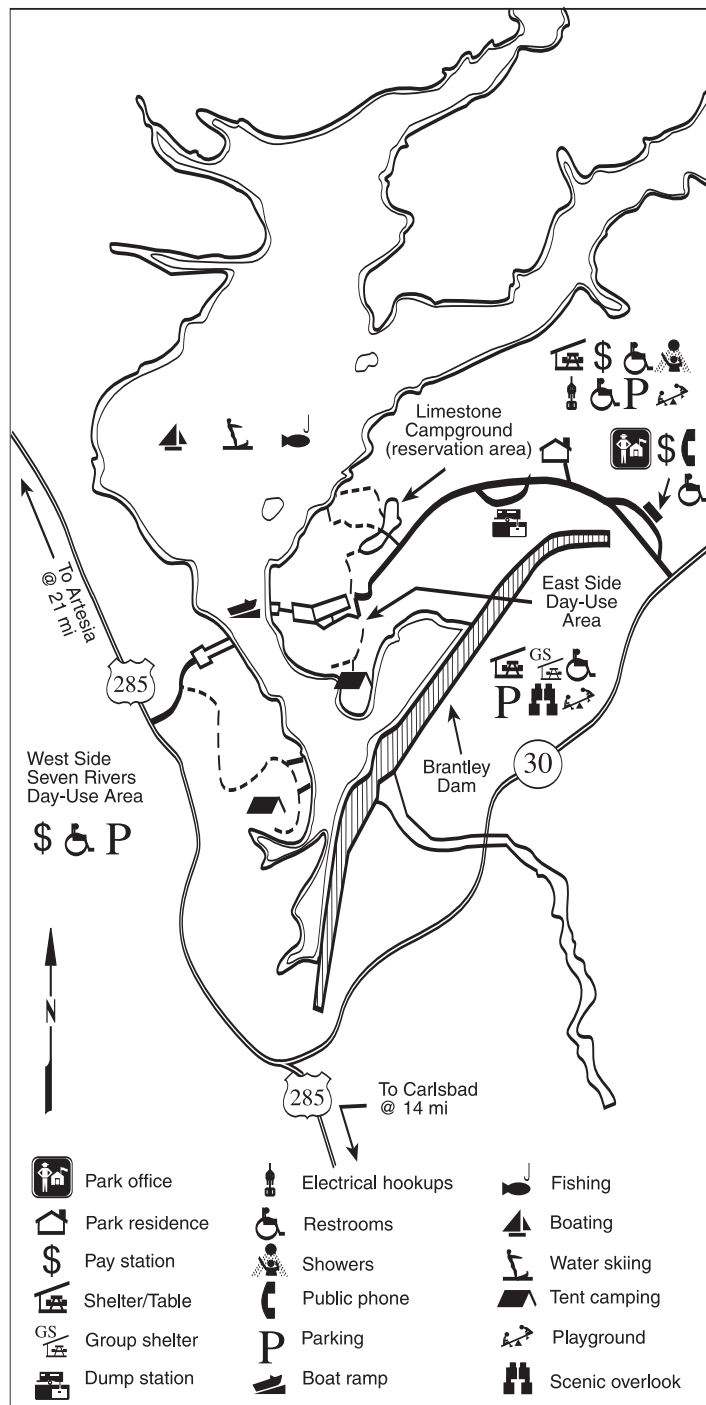 Limestone
Campground
(reservation area)
$
P
$
To Artesia
@ 21 mi
285
East Side
Day-Use
Area
GS
P
West Side
Seven Rivers
Day-Use Area
$ P
Brantley
Dam
30
N
285
To Carlsbad
@ 14 mi
Park office
Park residence
$ Pay station
Shelter/Table
GS Group shelter
Dump station
Electrical hookups
Restrooms
Showers
Public phone
P Parking
Boat ramp
Fishing
Boating
Water skiing
Tent camping
Playground
Scenic overlook